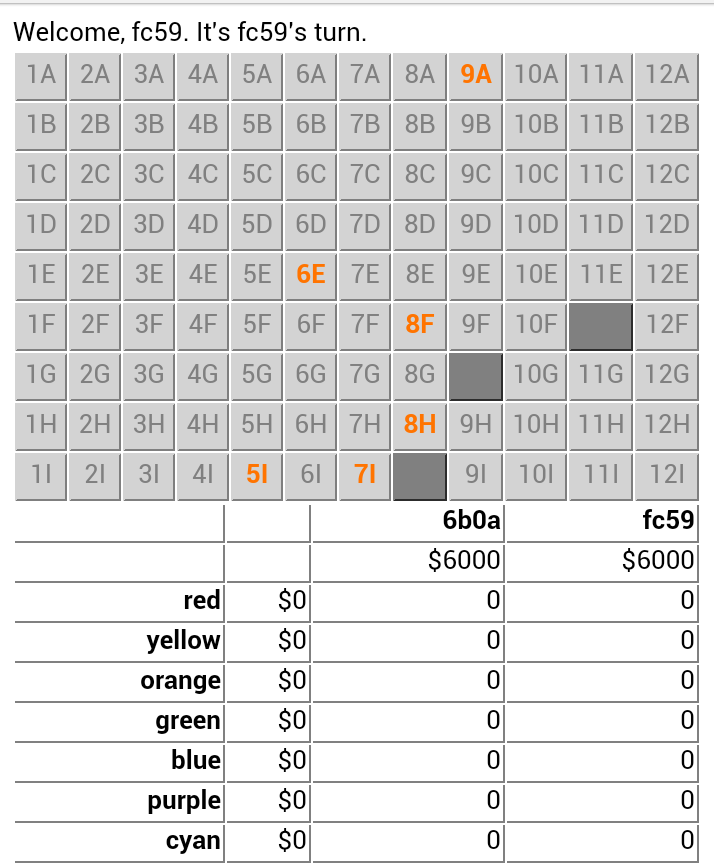 Welcome, fc59. It's fc59's turn.
1A 2A 3A 4A 5A 6A 7A 8A 9A 10A 11A 12A
1B 2B 3B 4B 5B 6B 7B 8B 9B 10B 11B 12B
1C 2C 3C 4C 5C 6C 7C 8C 9C 10C 11C 12C
1D 2D 3D 4D 5D 6D 7D 8D 9D 10D 11D 12D
1E 2E 3E 4E 5E 6E 7E 8E 9E 10E 11E 12E
1F 2F 3F 4F 5F 6F 7F 8F 9F 10F 12F
1G 2G 3G 4G 5G 6G 7G 8G 10G 11G 12G
1H 2H 3H 4H 5H 6H 7H 8H 9H 10H 11H 12H
1I 2I 3I 4I 5I 6I 7I 9I 10I 11I 12I
6b0a fc59
$6000 $6000
red $0 0 0
yellow $0 0 0
orange $0 0 0
green $0 0 0
blue $0 0 0
purple $0 0 0
cyan $0 0 0